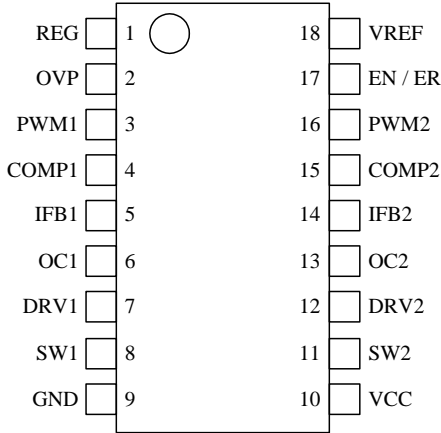 REG 1 18 VREF
OVP 2 17 EN / ER
PWM1 3 16 PWM2
COMP1 4 15 COMP2
IFB1 5 14 IFB2
OC1 6 13 OC2
DRV1 7 12 DRV2
SW1 8 11 SW2
GND 9 10 VCC